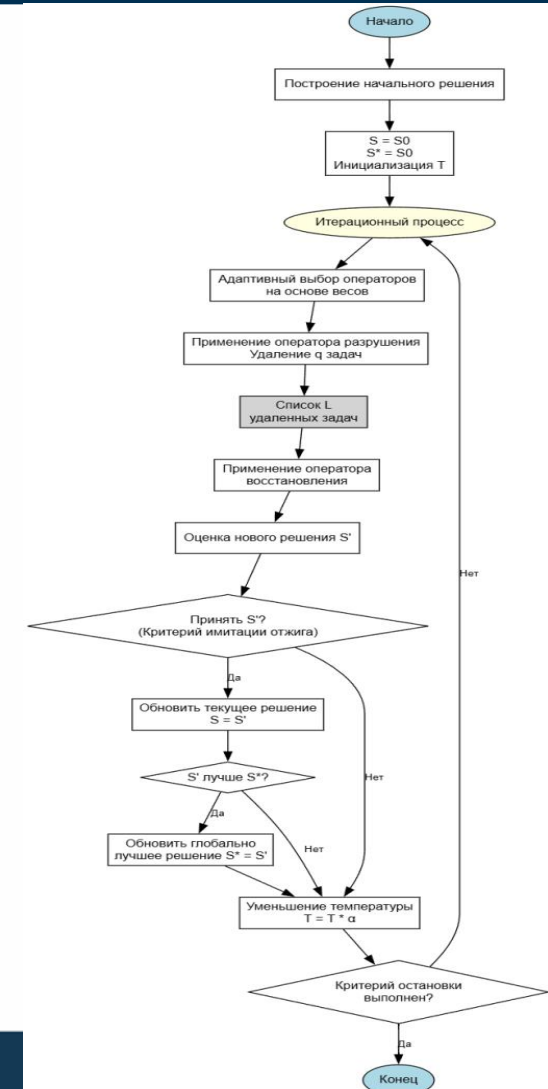 Начало
Построение начального решения
S = S0
S* = S0
Инициализация T
Итерационный процесс
Адаптивный выбор операторов
на основе весов
Применение оператора разрушения
Удаление q задач
Список L
удаленных задач
Применение оператора
восстановления
Оценка нового решения S'
Нет
Принять S'?
(Критерий имитации отжига)
Да
Обновить текущее решение
S = S'
S' лучше S*?
Нет
Да
Обновить глобально
лучшее решение S* = S'
Нет
Уменьшение температуры
T = T * α
Критерий остановки
выполнен?
Да
Конец